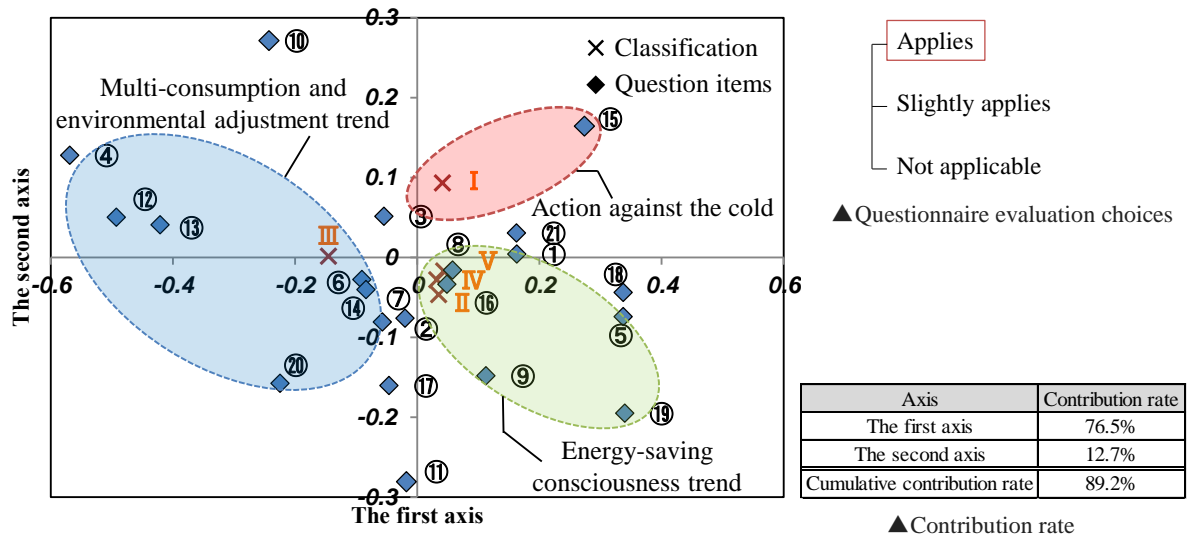 0.3
⑩
× Classification
◆ Question items
Applies
Slightly applies
Not applicable
▲Questionnaire evaluation choices
Multi-consumption and
environmental adjustment trend
0.2
⑮
④
⑫
⑬
0.1
I
Action against the cold
③
III
⑧
㉑
①
V
IV
II
0
-0.6
-0.4
-0.2
0
0.2
0.4
0.6
⑥
⑭
⑦
②
⑯
⑱
⑤
-0.1
⑳
⑰
⑨
⑲
-0.2
Energy-saving
consciousness trend
⑪
-0.3
The first axis
The second axis
Axis Contribution rate
The first axis 76.5%
The second axis 12.7%
Cumulative contribution rate 89.2%
▲Contribution rate